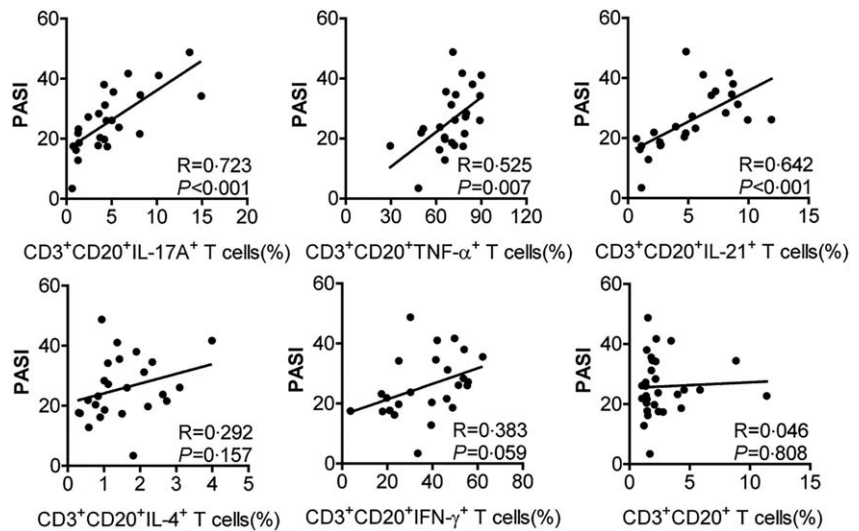 60
40
20
0
PASI
R=0·723
P<0·001
0 5 10 15 20
CD3⁺CD20⁺IL-17A⁺ T cells(%)
60
40
20
0
PASI
R=0·525
P=0·007
0 30 60 90 120
CD3⁺CD20⁺TNF-α⁺ T cells(%)
60
40
20
0
PASI
R=0·642
P<0·001
0 5 10 15
CD3⁺CD20⁺IL-21⁺ T cells(%)
60
40
20
0
PASI
R=0·292
P=0·157
0 1 2 3 4 5
CD3⁺CD20⁺IL-4⁺ T cells(%)
60
40
20
0
PASI
R=0·383
P=0·059
0 20 40 60 80
CD3⁺CD20⁺IFN-γ⁺ T cells(%)
60
40
20
0
PASI
R=0·046
P=0·808
0 5 10 15
CD3⁺CD20⁺ T cells(%)